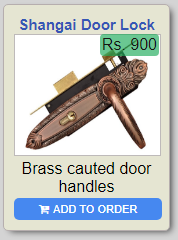 Shangai Door Lock
Rs. 900
Brass cauted door
handles
ADD TO ORDER